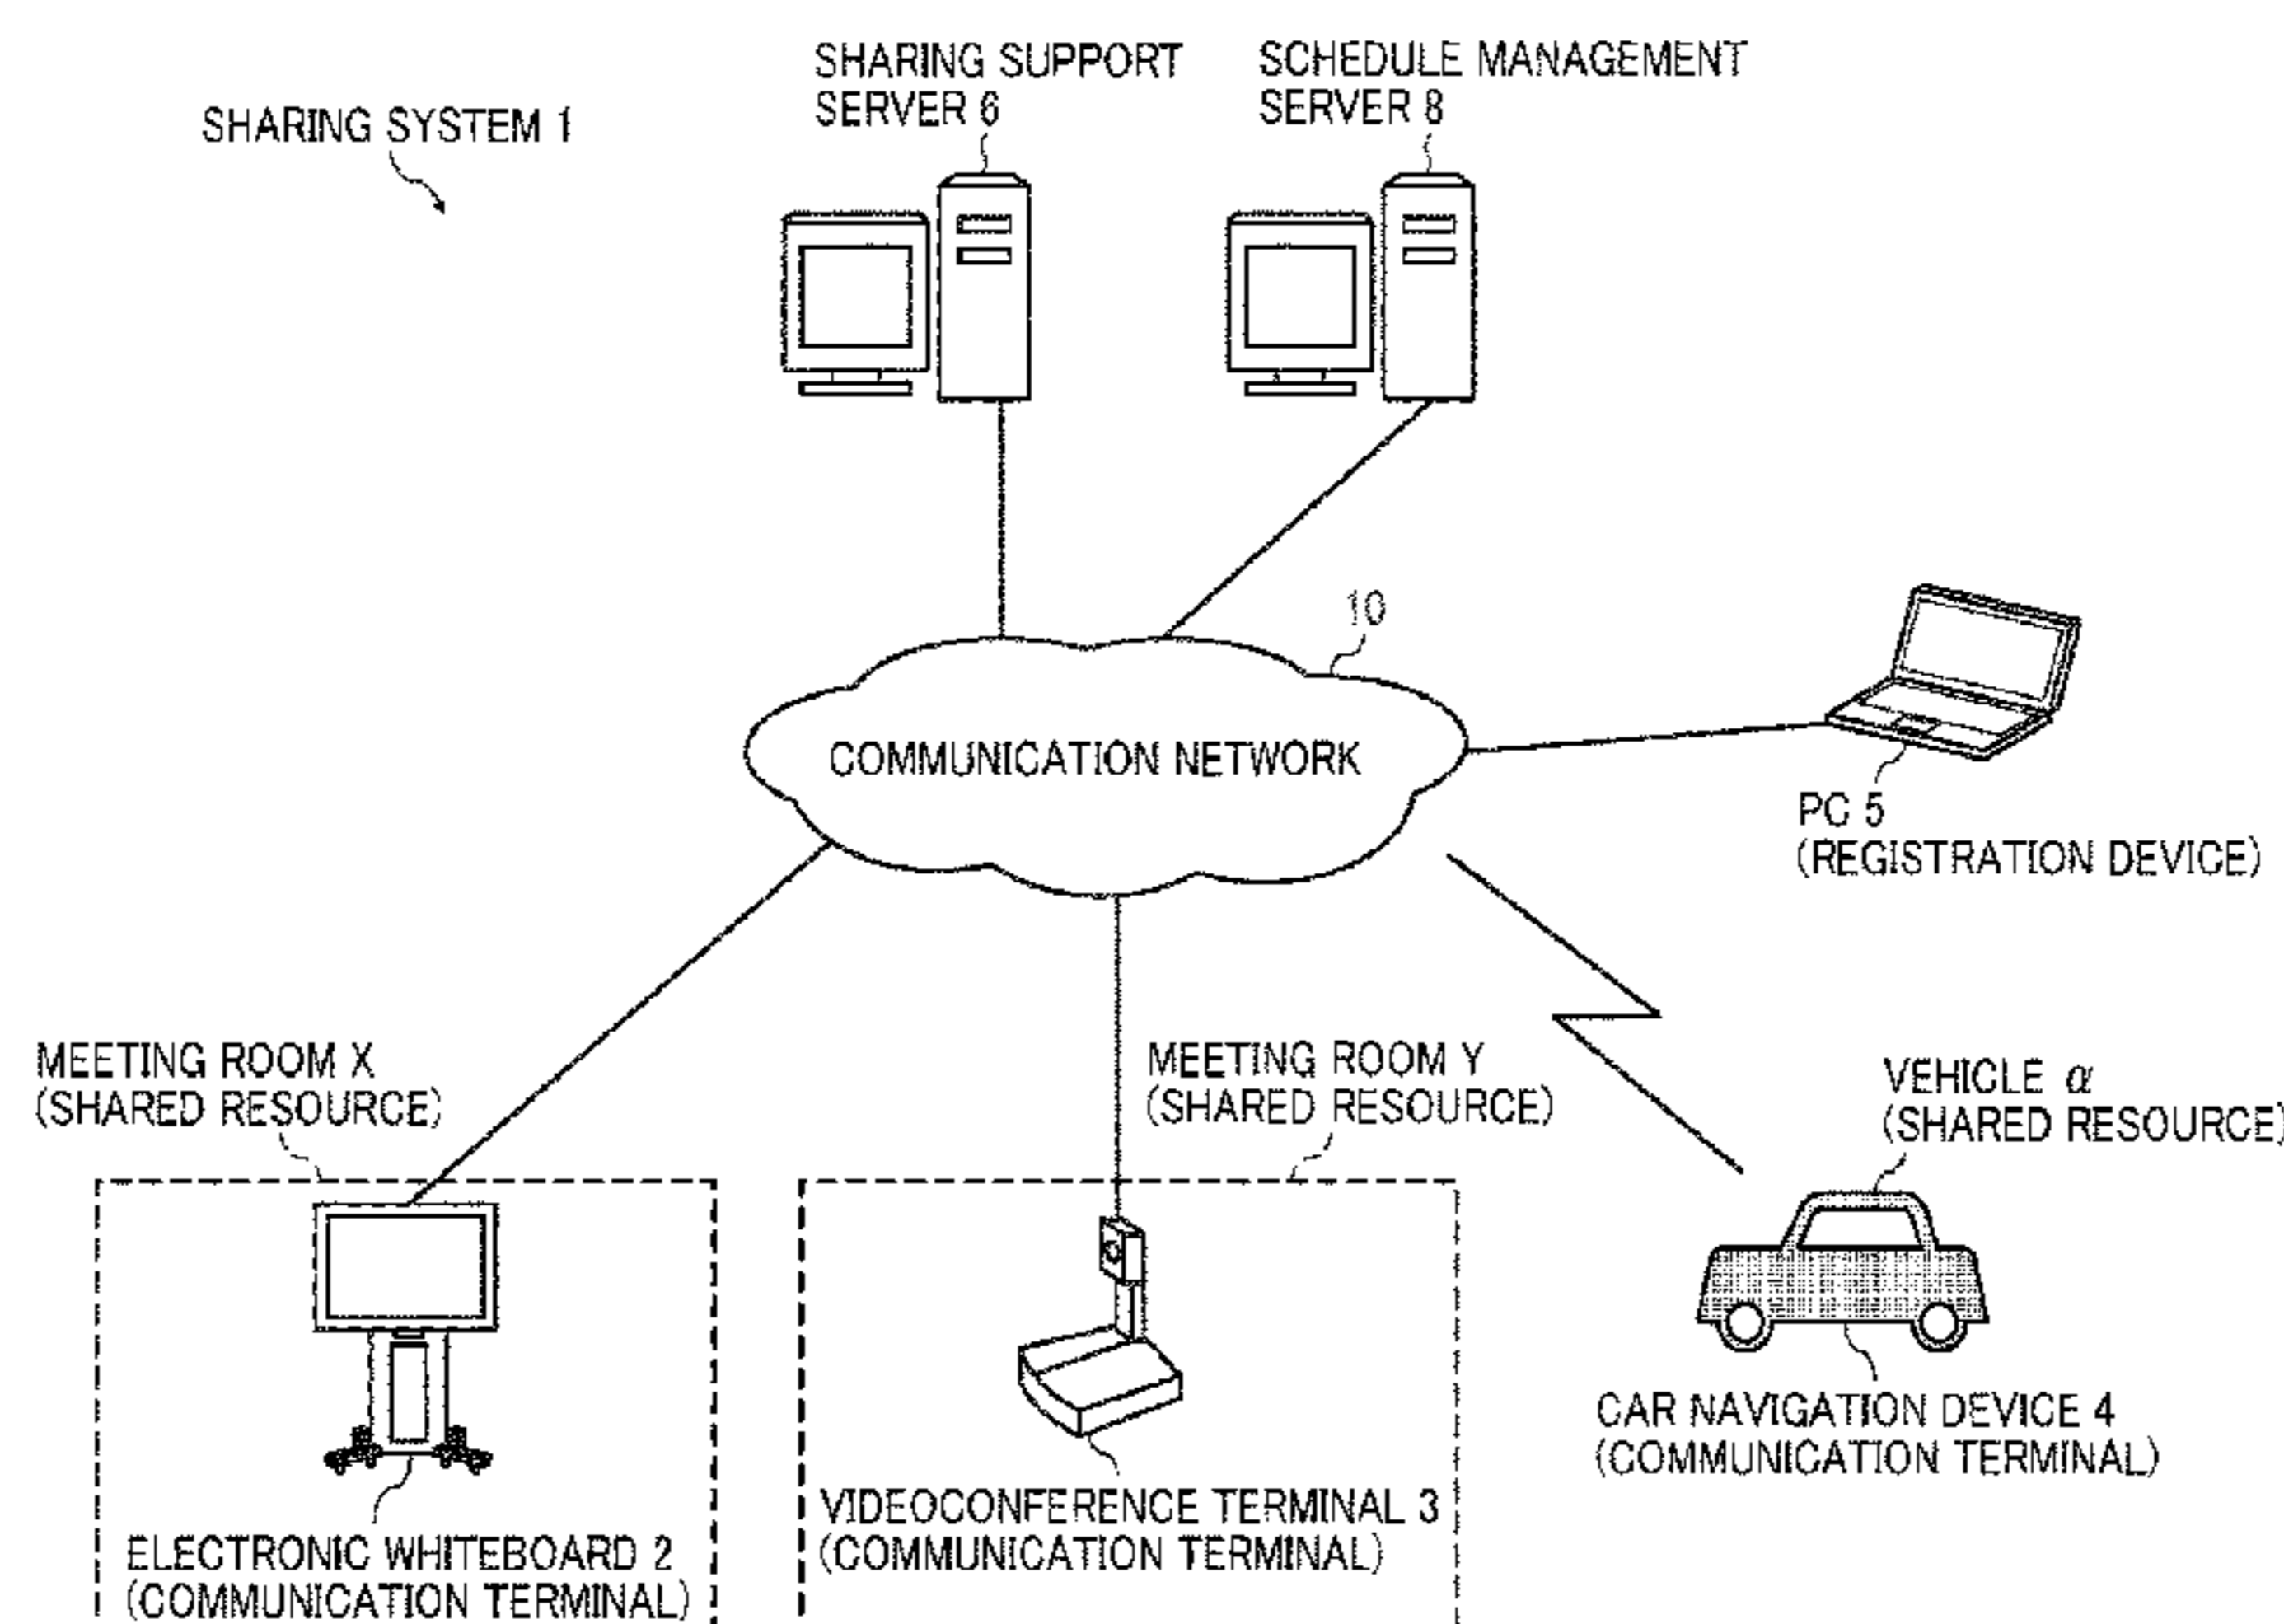 SHARING SYSTEM 1
SHARING SUPPORT
SERVER 6
SCHEDULE MANAGEMENT
SERVER 8
10
COMMUNICATION NETWORK
PC 5
(REGISTRATION DEVICE)
MEETING ROOM X
(SHARED RESOURCE)
MEETING ROOM Y
(SHARED RESOURCE)
VEHICLE α
(SHARED RESOURCE)
CAR NAVIGATION DEVICE 4
(COMMUNICATION TERMINAL)
VIDEOCONFERENCE TERMINAL 3
(COMMUNICATION TERMINAL)
ELECTRONIC WHITEBOARD 2
(COMMUNICATION TERMINAL)